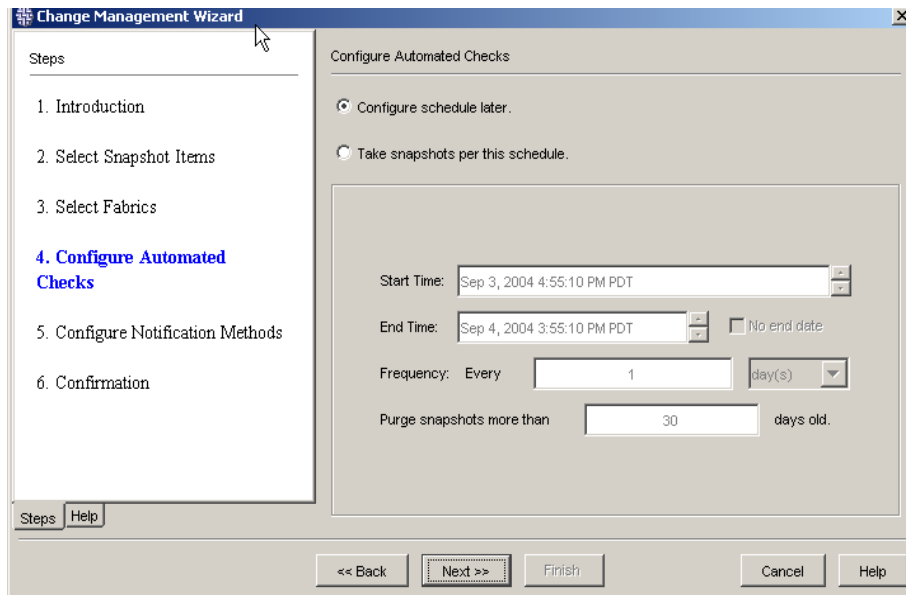 Change Management Wizard
Steps
1. Introduction
2. Select Snapshot Items
3. Select Fabrics
4. Configure Automated
Checks
5. Configure Notification Methods
6. Confirmation
Steps
Help
Configure Automated Checks
Configure schedule later.
Take snapshots per this schedule.
Start Time: Sep 3, 2004 4:55:10 PM PDT
End Time: Sep 4, 2004 3:55:10 PM PDT No end date
Frequency: Every 1 day(s)
Purge snapshots more than 30 days old.
<< Back Next >> Finish Cancel Help